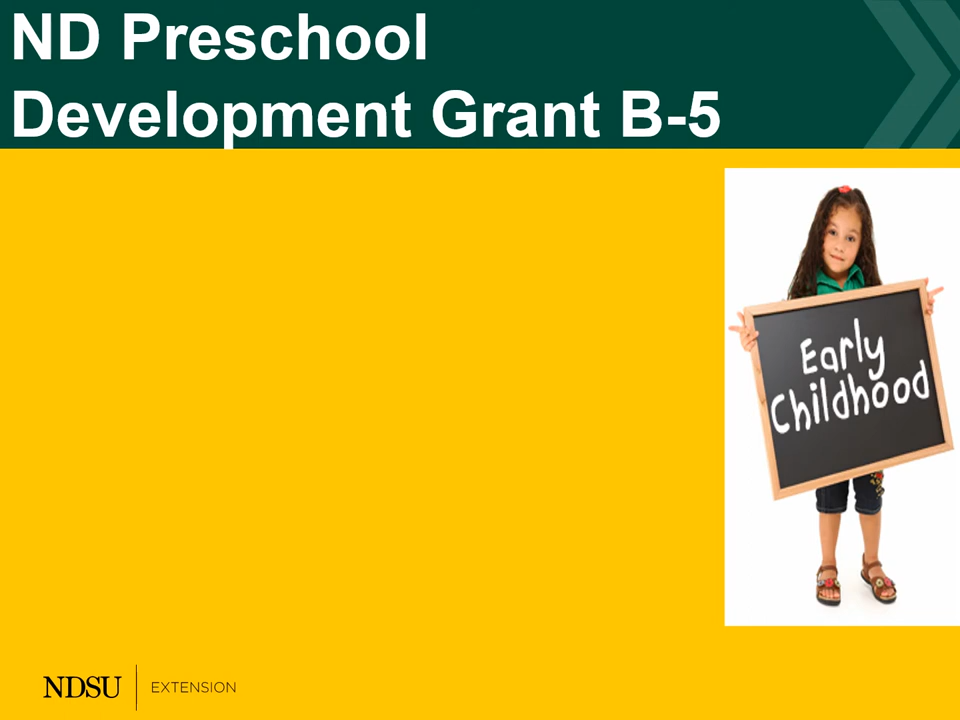 ND Preschool
Development Grant B-5
Early
Childhood
NDSU EXTENSION